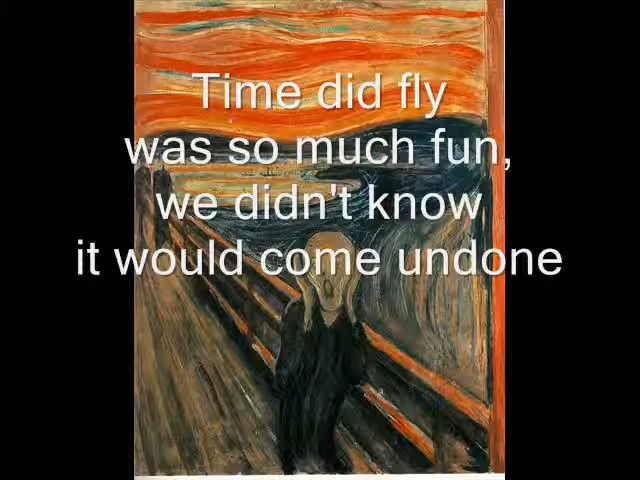 Time did fly
was so much fun,
we didn't know
it would come undone